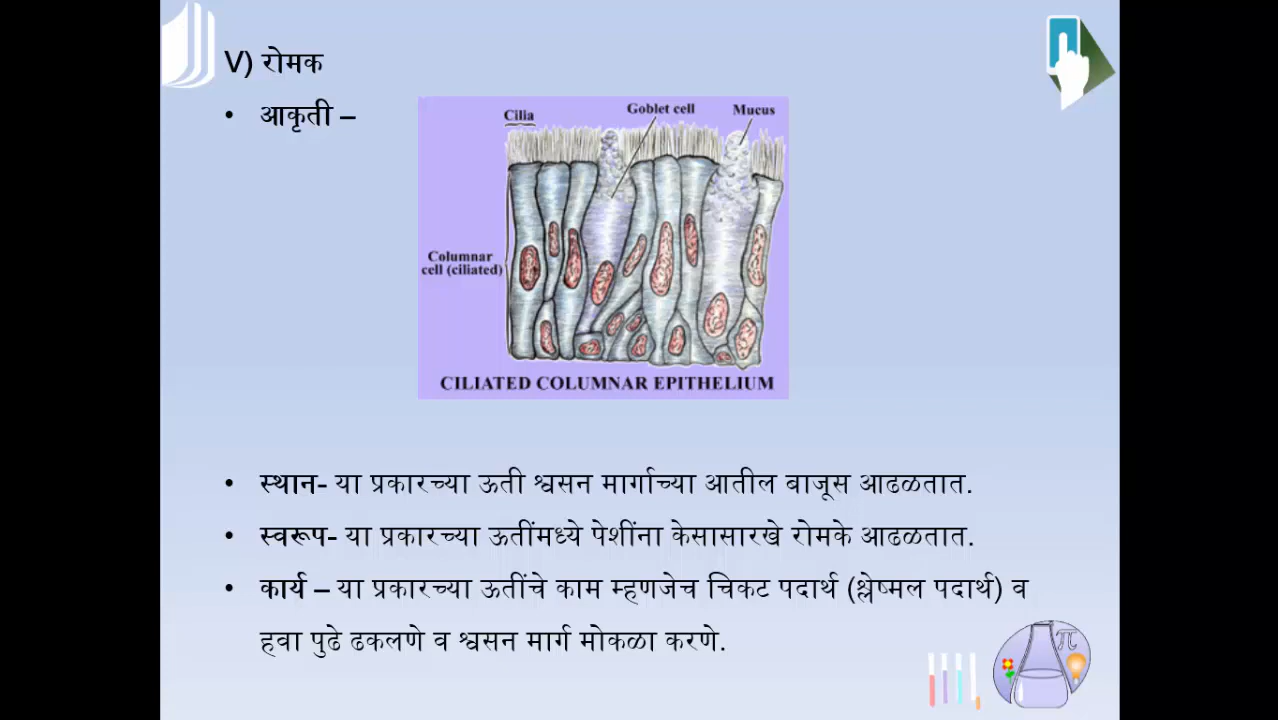 V) रोमक
• आकृती –
Cilia
Goblet cell
Mucus
Columnar
cell (ciliated)
CILIATED COLUMNAR EPITHELIUM
• स्थान- या प्रकारच्या ऊती श्वसन मार्गाच्या आतील बाजूस आढळतात.
• स्वरूप- या प्रकारच्या ऊतींमध्ये पेशींना केसासारखे रोमके आढळतात.
• कार्य – या प्रकारच्या ऊतींचे काम म्हणजेच चिकट पदार्थ (श्लेष्मल पदार्थ) व
हवा पुढे ढकलणे व श्वसन मार्ग मोकळा करणे.
π